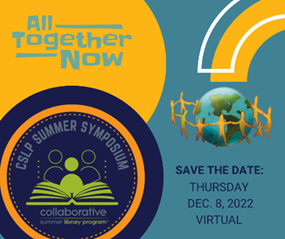 All
Together
Now
CSLP SUMMER SYMPOSIUM
collaborative
summer library program
SAVE THE DATE:
THURSDAY
DEC. 8, 2022
VIRTUAL